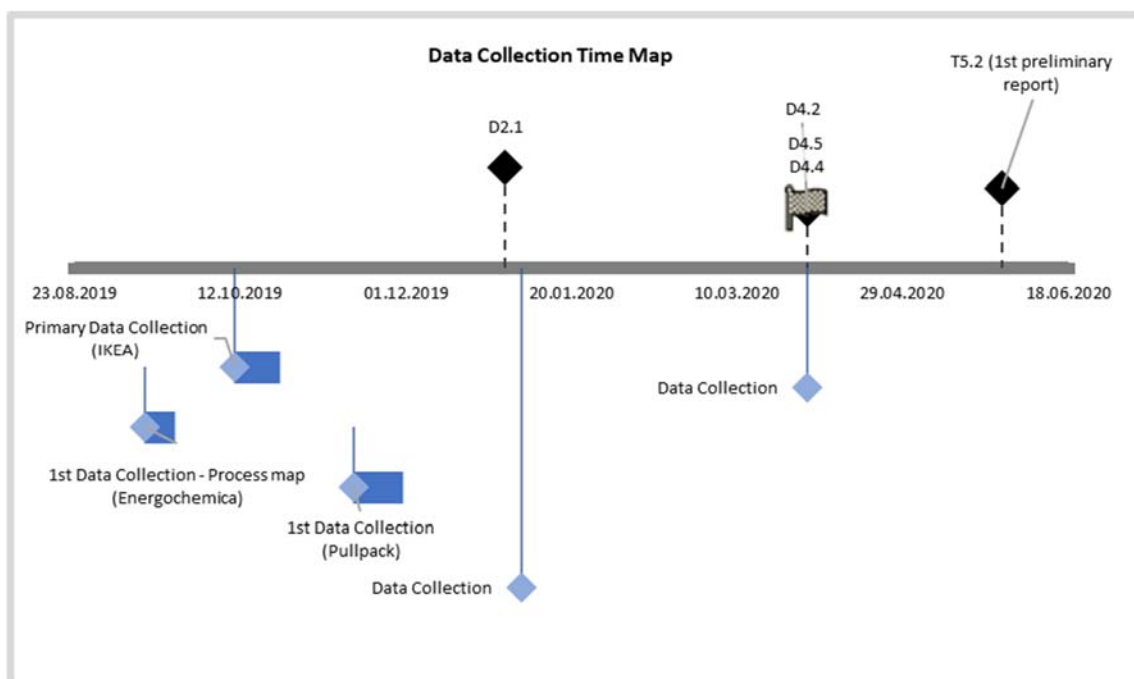 Data Collection Time Map
T5.2 (1st preliminary
report)
D4.2
D2.1
D4.5
D4.4
23.08.2019
12.10.2019
01.12.2019
20.01.2020
10.03.2020
29.04.2020
18.06.2020
Primary Data Collection
(IKEA)
Data Collection
1st Data Collection - Process map
(Energochemica)
1st Data Collection
(Pullpack)
Data Collection